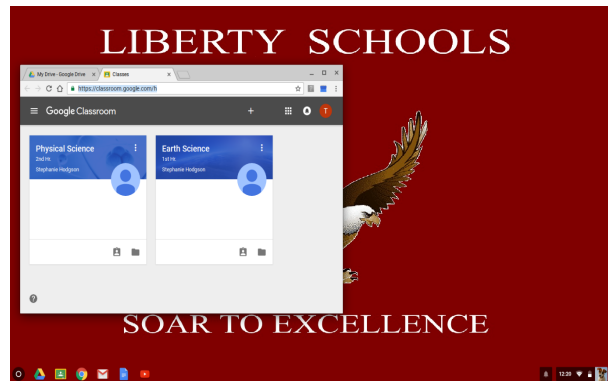 LIBERTY SCHOOLS
My Drive - Google Drive
Classes
https://classroom.google.com/h
Google Classroom
T
Physical Science
2nd Hr.
Stephanie Hodgson
Earth Science
1st Hr.
Stephanie Hodgson
SOAR TO EXCELLENCE
12:20